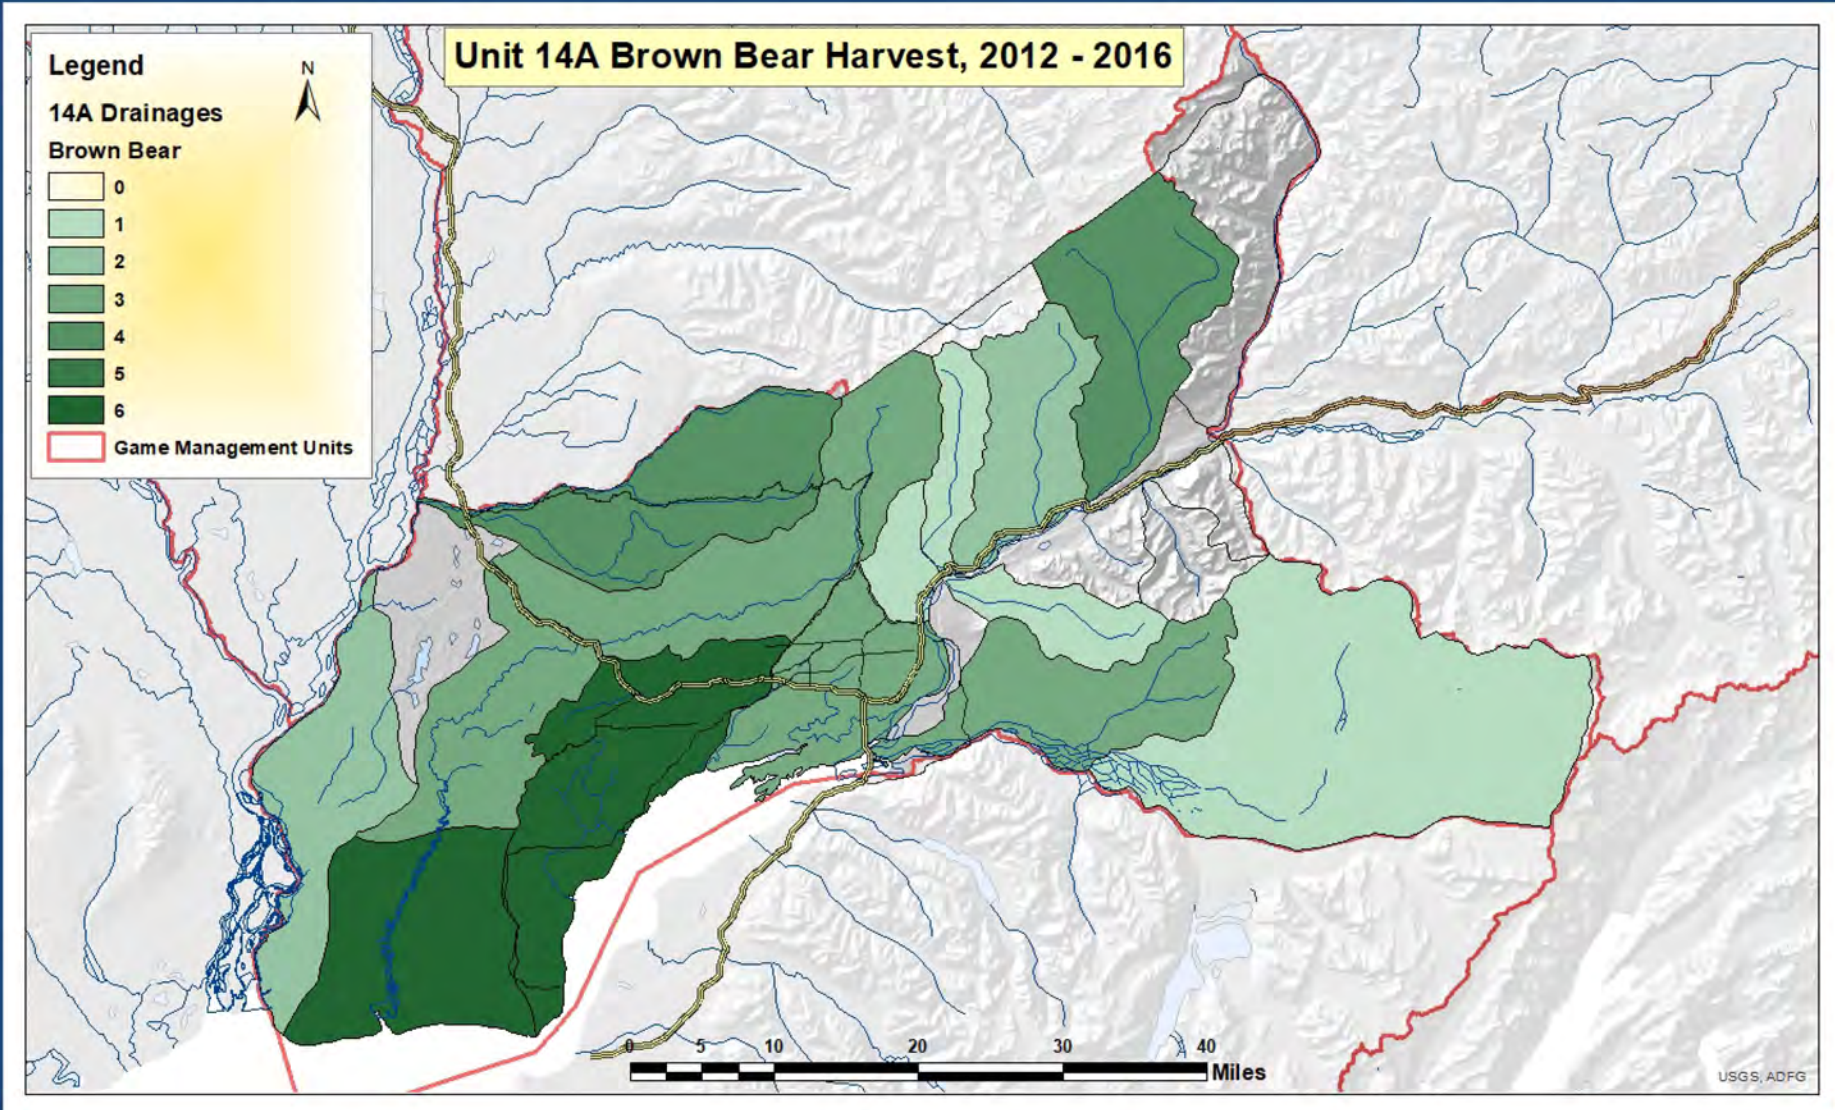 Unit 14A Brown Bear Harvest, 2012 - 2016
Legend
N
14A Drainages
Brown Bear
0
1
2
3
4
5
6
Game Management Units
0 5 10 20 30 40
Miles
USGS, ADFG